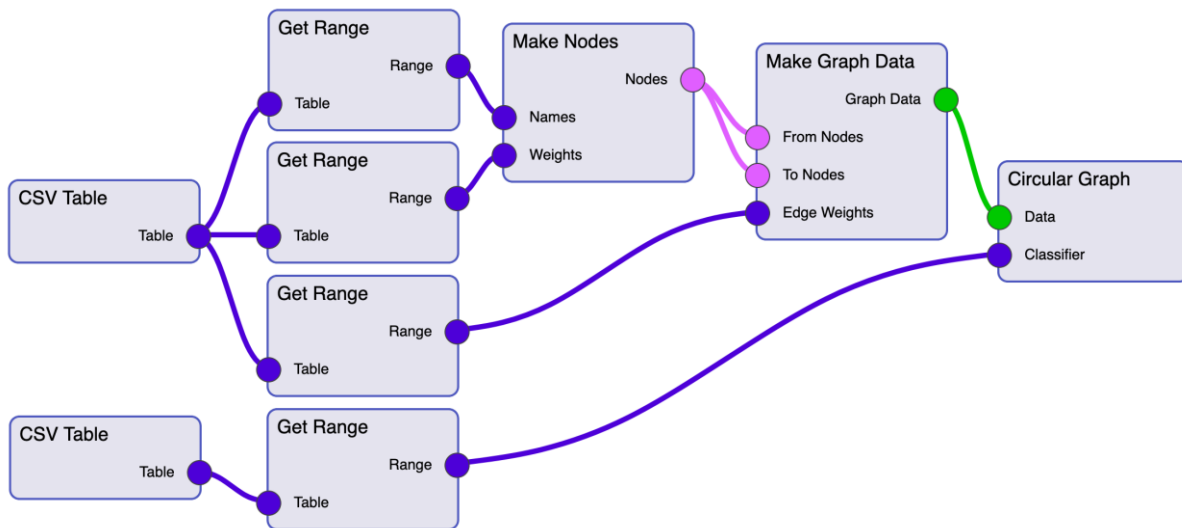 CSV Table
Table
Get Range
Range
Table
Get Range
Range
Table
Get Range
Range
Table
Make Nodes
Nodes
Names
Weights
Make Graph Data
Graph Data
From Nodes
To Nodes
Edge Weights
Circular Graph
Data
Classifier
CSV Table
Table
Get Range
Range
Table